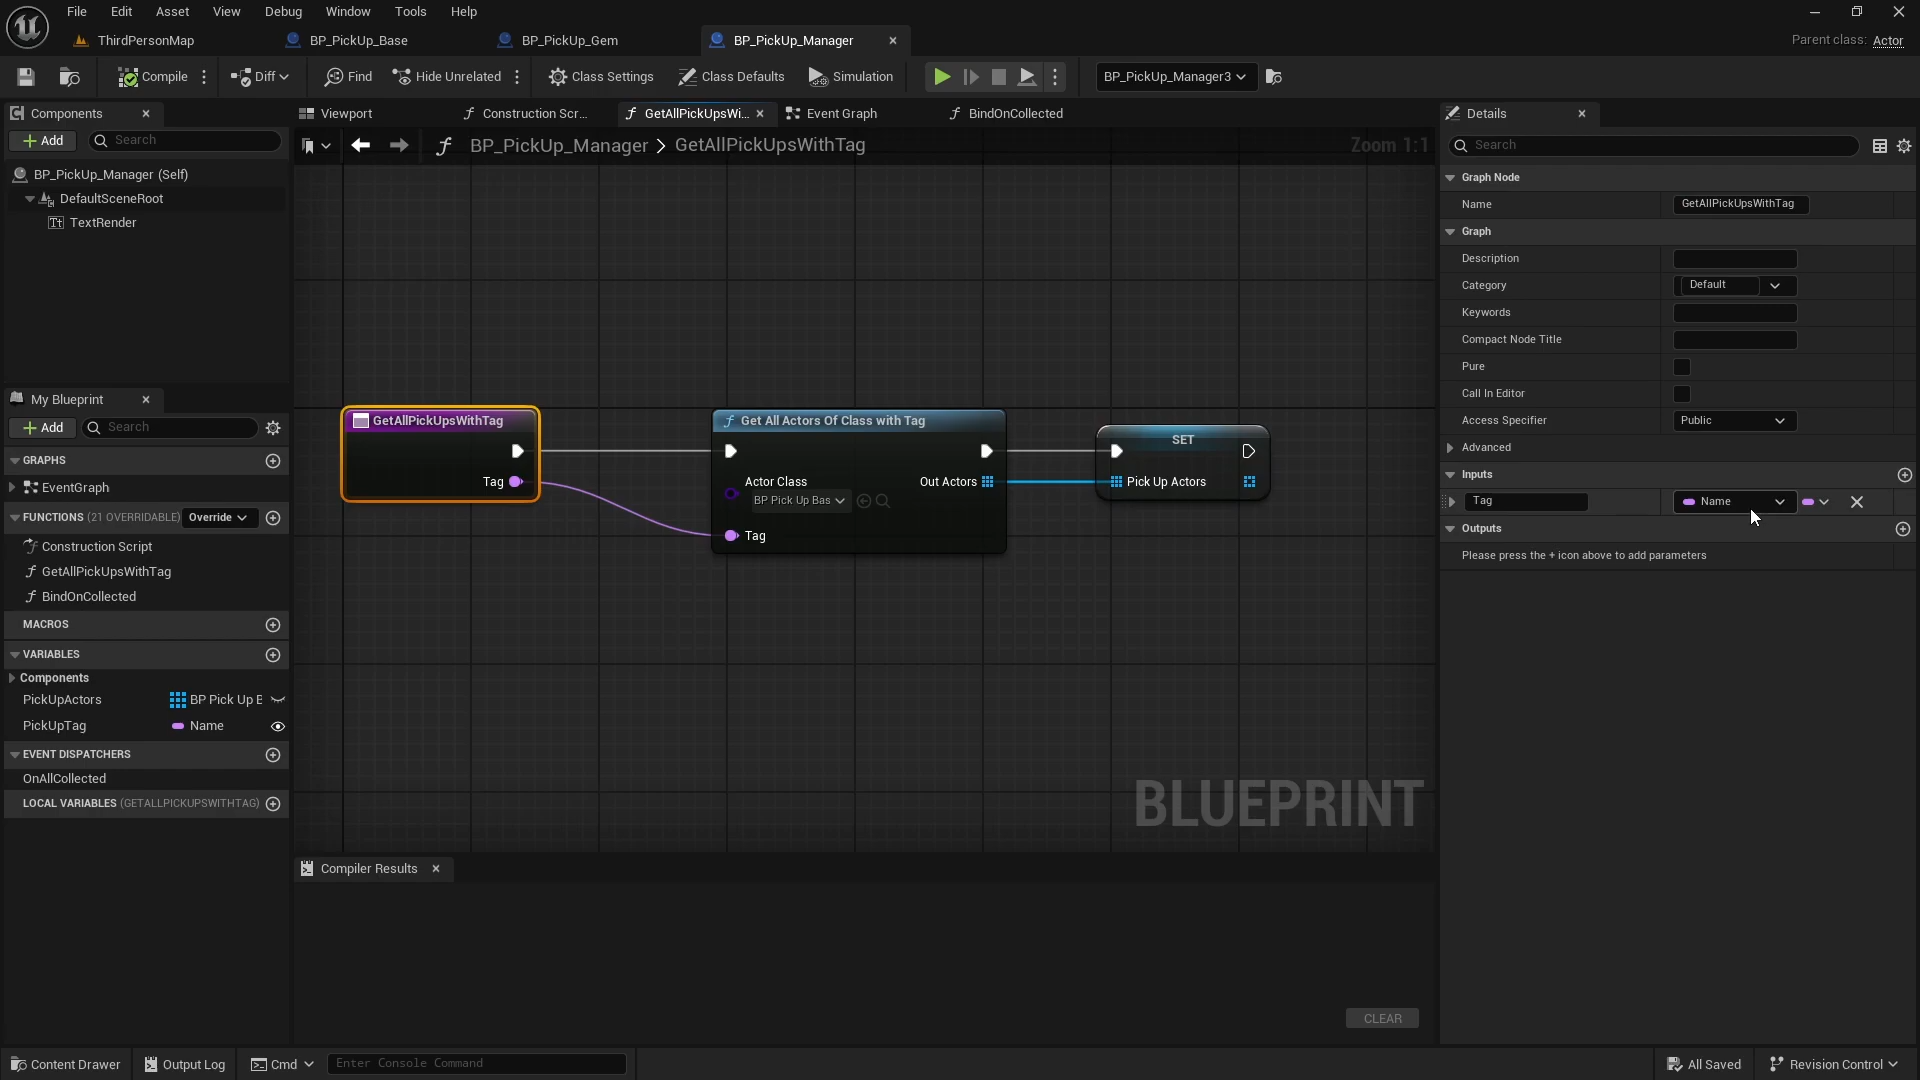 File Edit Asset View Debug Window Tools Help
ThirdPersonMap BP_PickUp_Base BP_PickUp_Gem BP_PickUp_Manager
Parent class: Actor
Compile Diff Find Hide Unrelated Class Settings Class Defaults Simulation BP_PickUp_Manager3
Components
Add Search
BP_PickUp_Manager (Self)
DefaultSceneRoot
TextRender
My Blueprint
Add Search
GRAPHS
EventGraph
FUNCTIONS (21 OVERRIDABLE) Override
Construction Script
GetAllPickUpsWithTag
BindOnCollected
MACROS
VARIABLES
Components
PickUpActors BP Pick Up B
PickUpTag Name
EVENT DISPATCHERS
OnAllCollected
LOCAL VARIABLES (GETALLPICKUPSWITHTAG)
Viewport Construction Scr... GetAllPickUpsWi... Event Graph BindOnCollected
BP_PickUp_Manager > GetAllPickUpsWithTag
Zoom 1:1
GetAllPickUpsWithTag
Tag
Get All Actors Of Class with Tag
Actor Class Out Actors
BP Pick Up Bas
Tag
SET
Pick Up Actors
BLUEPRINT
Compiler Results
CLEAR
Details
Search
Graph Node
Name GetAllPickUpsWithTag
Graph
Description
Category Default
Keywords
Compact Node Title
Pure
Call In Editor
Access Specifier Public
Advanced
Inputs
Tag Name
Outputs
Please press the + icon above to add parameters
Content Drawer Output Log Cmd Enter Console Command All Saved Revision Control